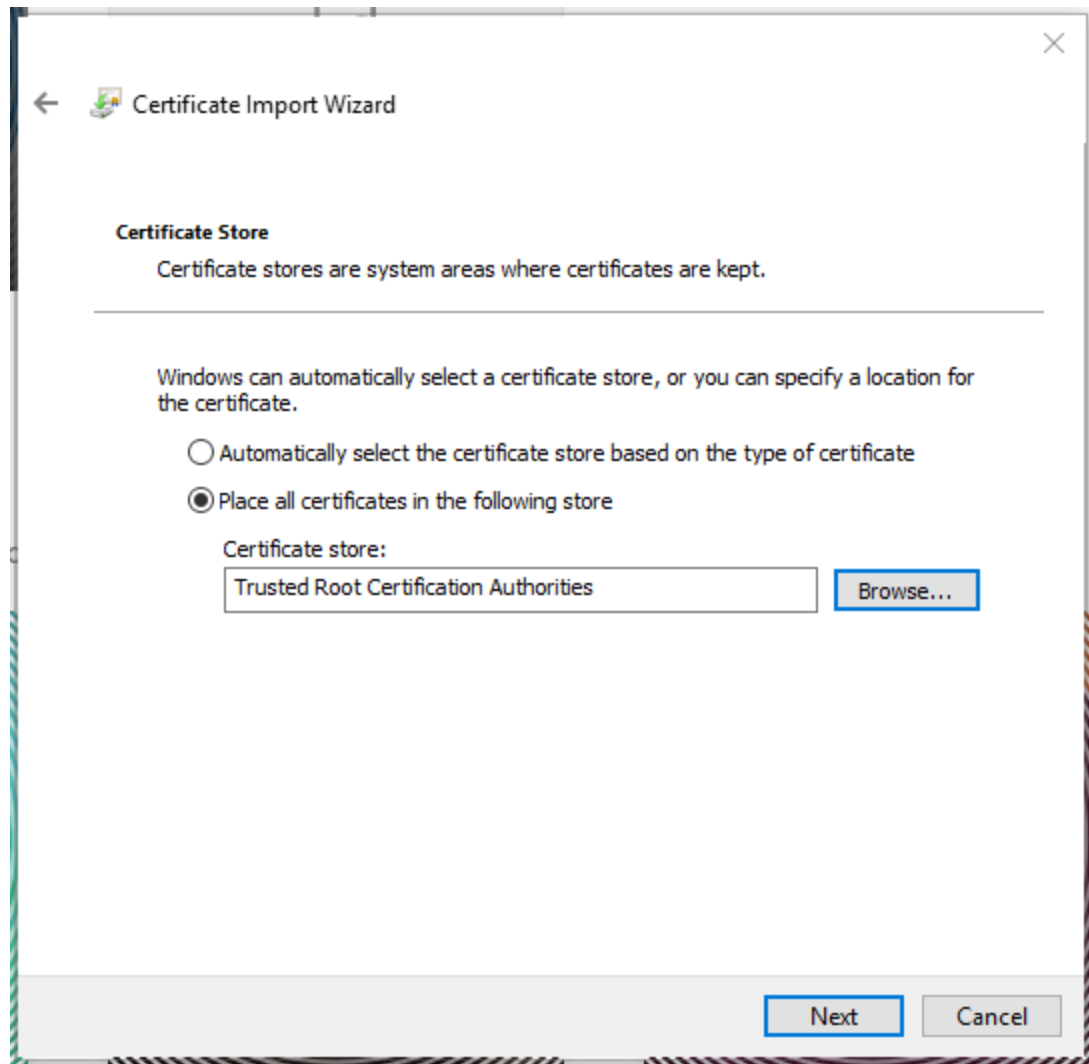 Certificate Import Wizard
Certificate Store
Certificate stores are system areas where certificates are kept.
Windows can automatically select a certificate store, or you can specify a location for
the certificate.
Automatically select the certificate store based on the type of certificate
Place all certificates in the following store
Certificate store:
Trusted Root Certification Authorities
Browse...
Next
Cancel